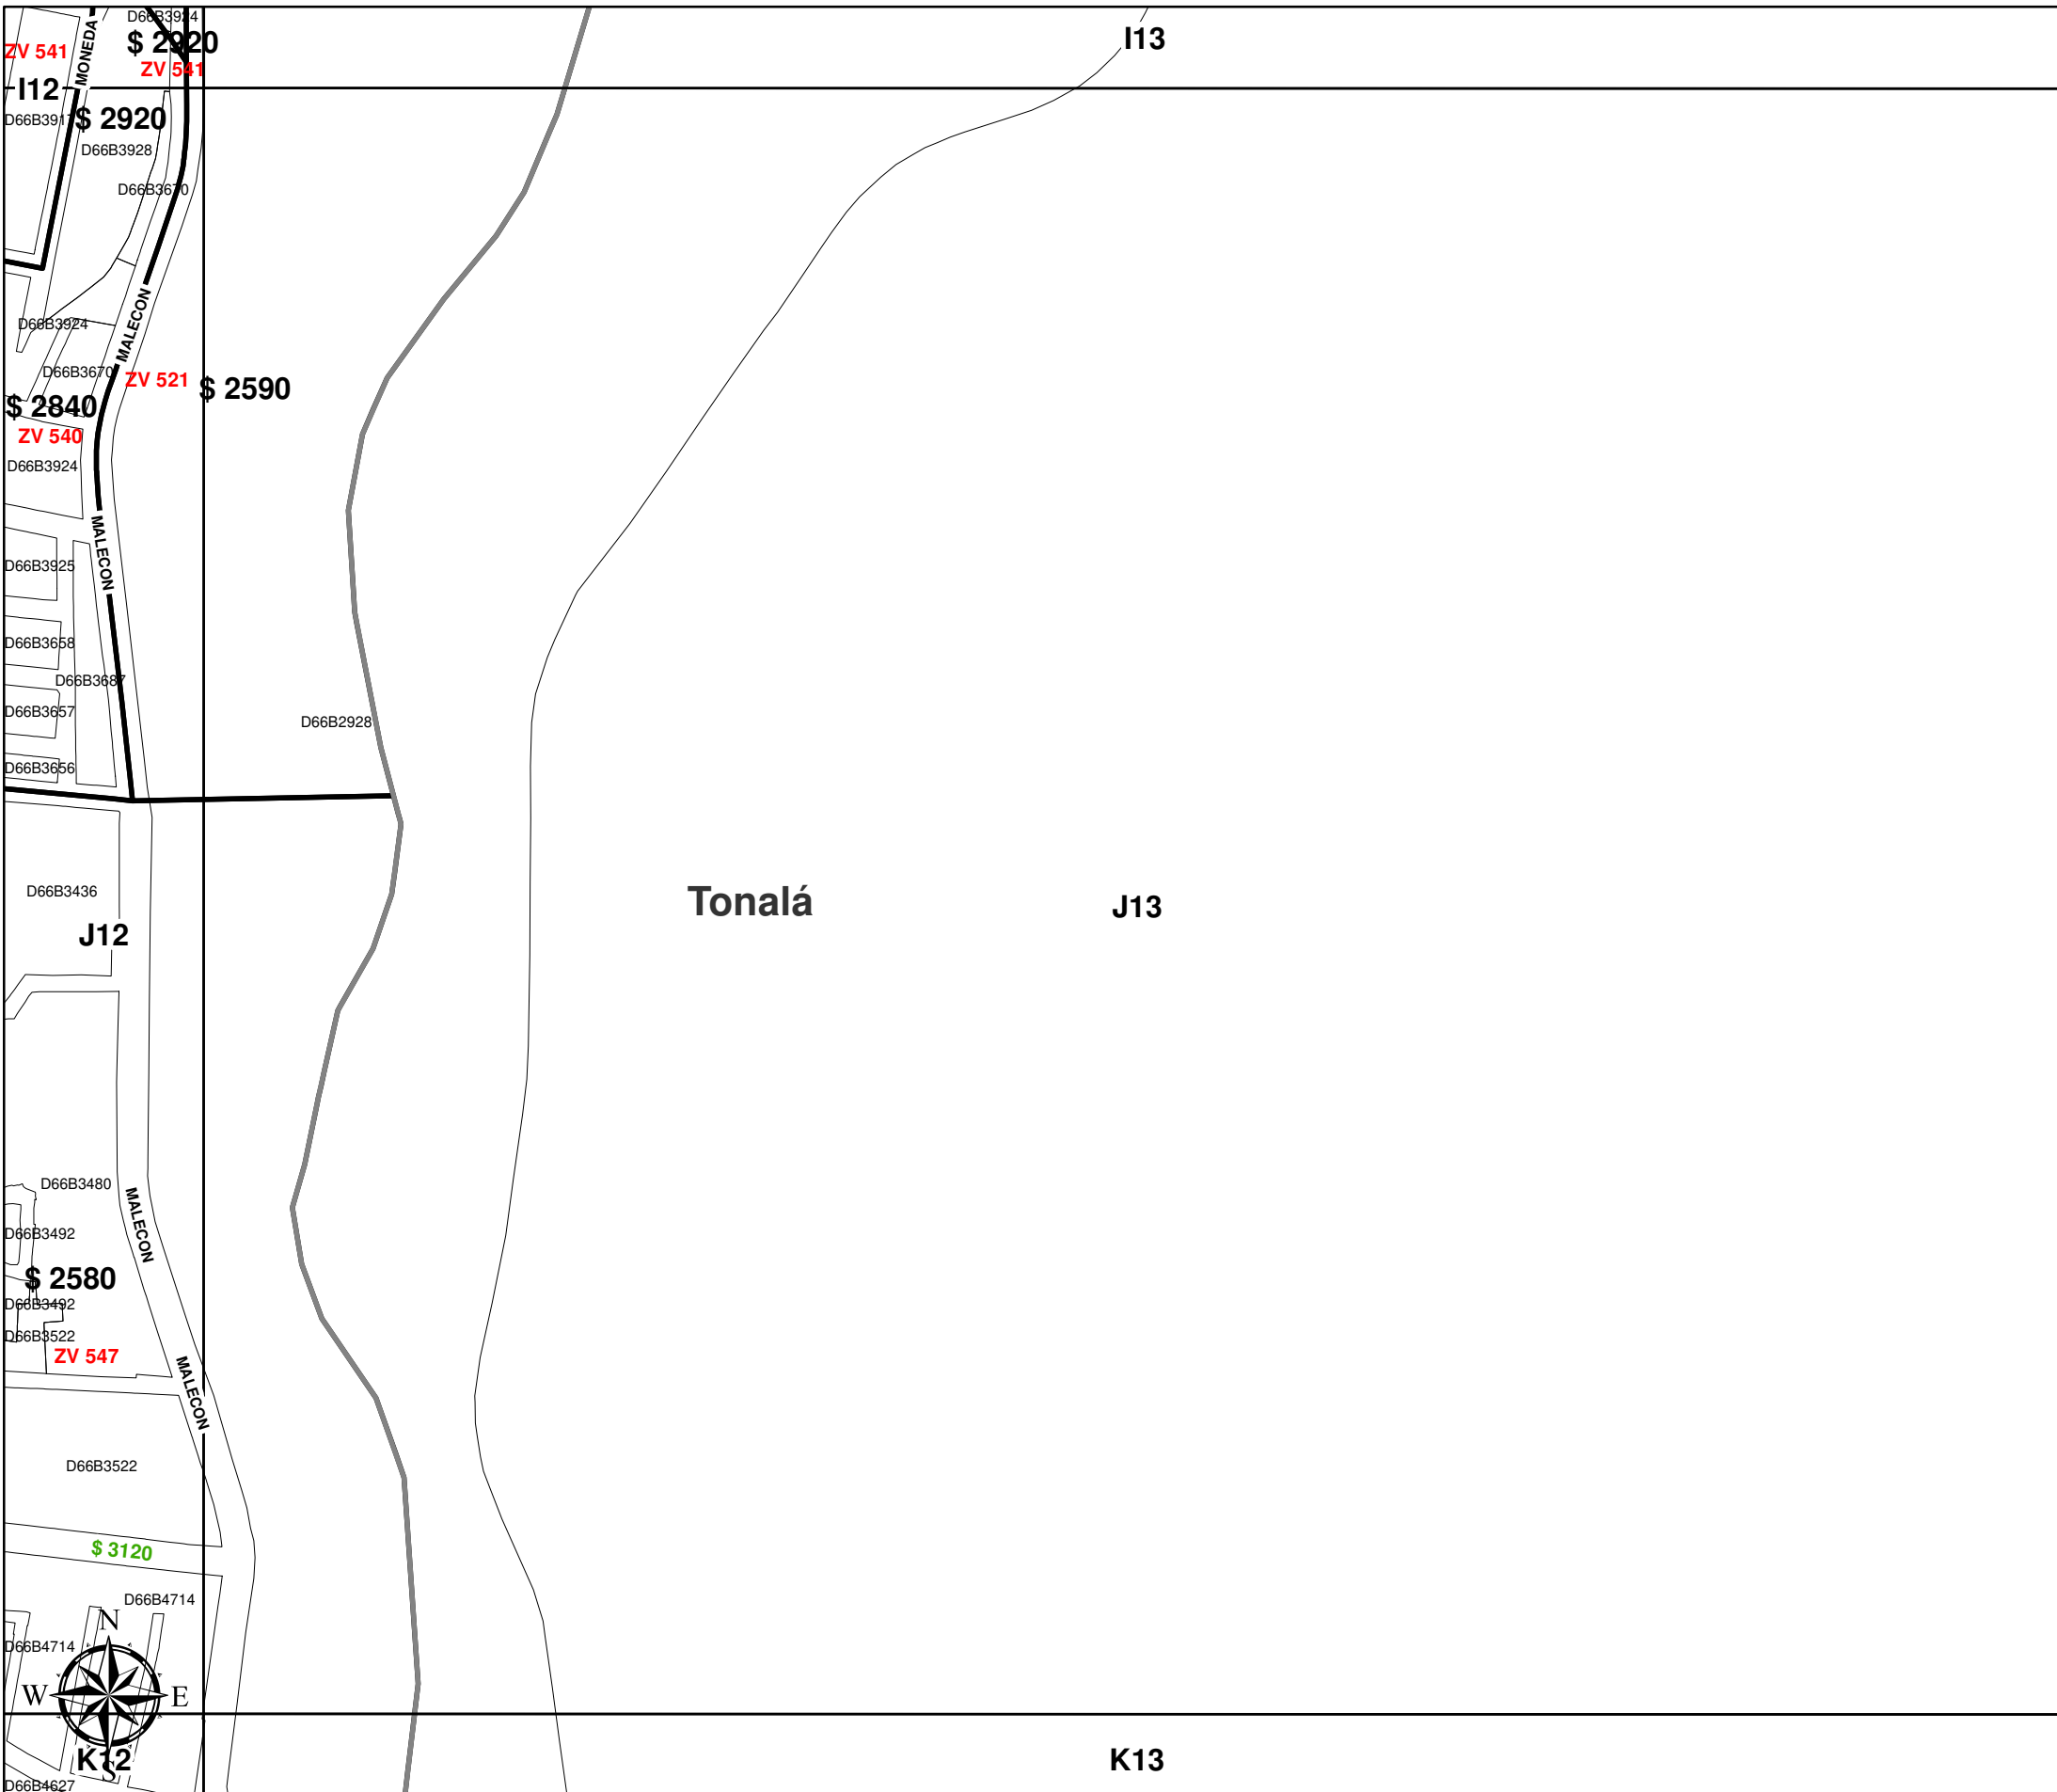 D66B3924
$ 2920
MONEDA
ZV 541
ZV 541
I13
I12
D66B391
$ 2920
D66B3928
D66B3670
MALECON
D66B3924
D66B3670
ZV 521
$ 2590
$ 2840
ZV 540
D66B3924
MALECON
D66B3925
D66B3658
D66B3687
D66B3657
D66B2928
D66B3656
D66B3436
Tonalá
J13
J12
D66B3480
MALECON
D66B3492
$ 2580
D66B3492
D66B3522
ZV 547
MALECON
D66B3522
$ 3120
D66B4714
N
D66B4714
W
E
K12
S
K13
D66B4627